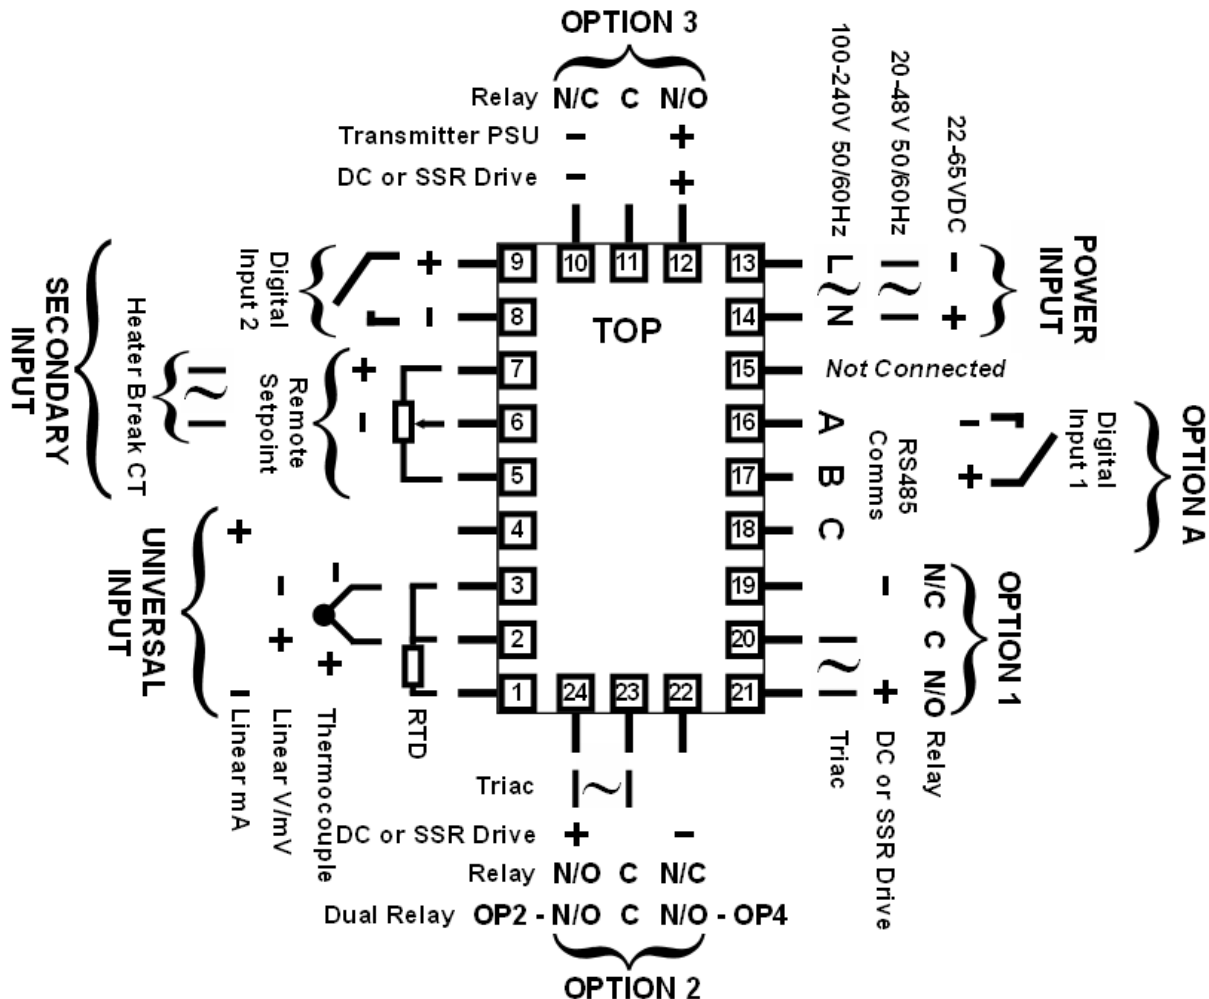 OPTION 3
Relay N/C C N/O
Transmitter PSU - +
DC or SSR Drive - +
100-240V 50/60Hz
20-48V 50/60Hz
22-65VDC
L ~ N
~
- +
POWER
INPUT
9
10
11
12
13
8
14
TOP
7
15
Not Connected
6
16
A
5
17
B
4
18
C
3
19
2
20
1
24
23
22
21
+
-
Digital
Input 2
+
-
Remote
Setpoint
~
Heater Break CT
SECONDARY
INPUT
RS485
Comms
-
+
Digital
Input 1
OPTION A
UNIVERSAL
INPUT
+ - Linear mA
- + Linear V/mV
- + Thermocouple
RTD
~ Triac
- + DC or SSR Drive
N/C C N/O Relay
OPTION 1
Triac ~
DC or SSR Drive + -
Relay N/O C N/C
Dual Relay OP2 - N/O C N/O - OP4
OPTION 2